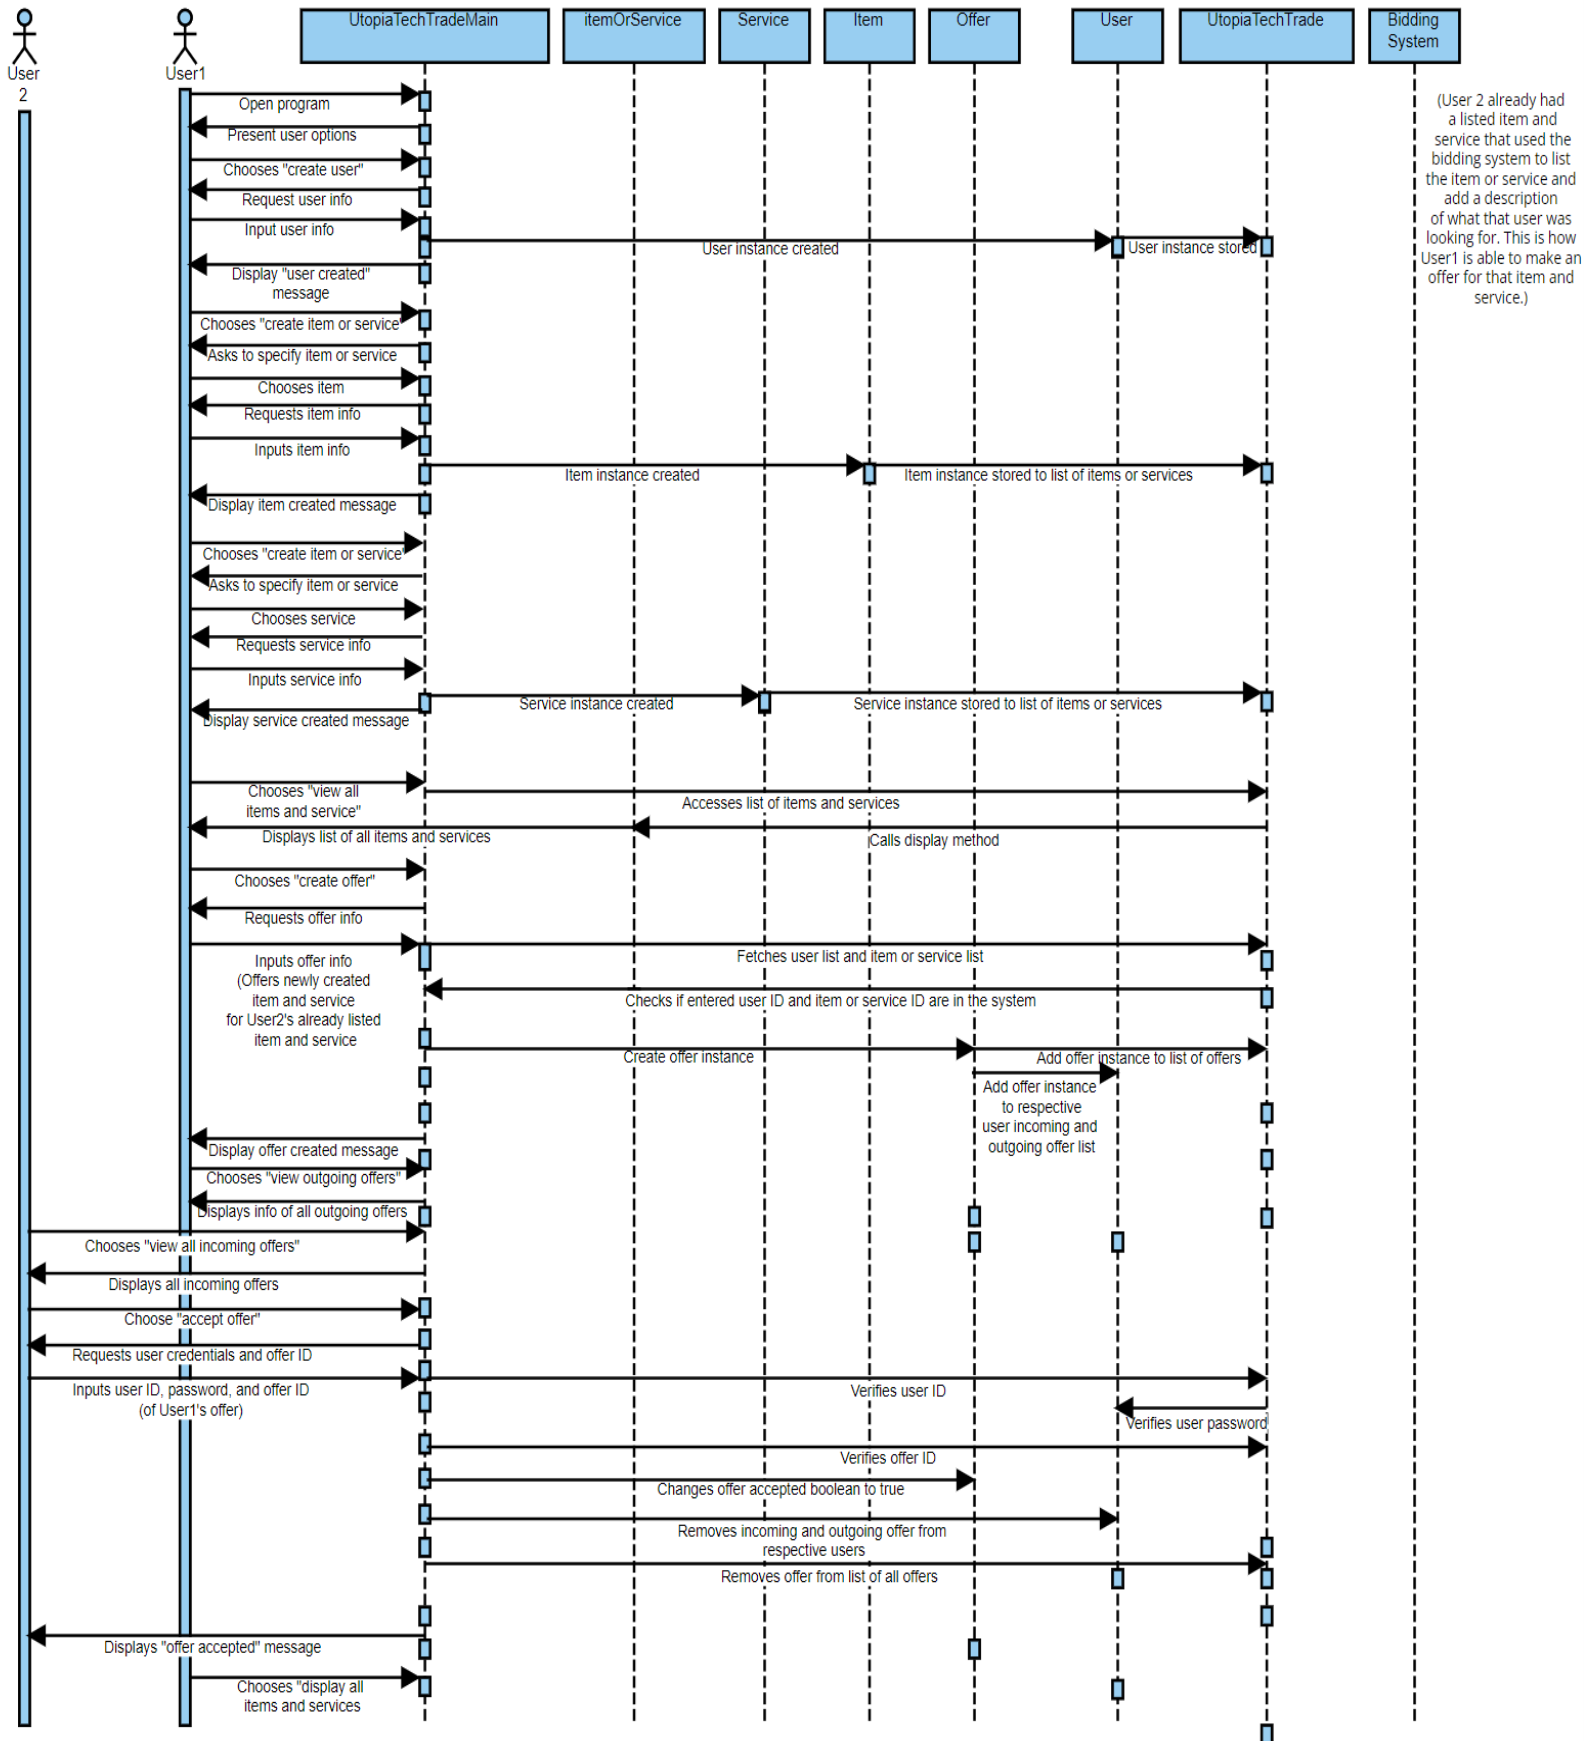 User
2
User1
UtopiaTechTradeMain
itemOrService
Service
Item
Offer
User
UtopiaTechTrade
Bidding
System
(User 2 already had
a listed item and
service that used the
bidding system to list
the item or service and
add a description
of what that user was
looking for. This is how
User1 is able to make an
offer for that item and
service.)
Open program
Present user options
Chooses "create user"
Request user info
Input user info
User instance created
User instance stored
Display "user created"
message
Chooses "create item or service"
Asks to specify item or service
Chooses item
Requests item info
Inputs item info
Item instance created
Item instance stored to list of items or services
Display item created message
Chooses "create item or service"
Asks to specify item or service
Chooses service
Requests service info
Inputs service info
Service instance created
Service instance stored to list of items or services
Display service created message
Chooses "view all
items and service"
Accesses list of items and services
Displays list of all items and services
Calls display method
Chooses "create offer"
Requests offer info
Inputs offer info
(Offers newly created
item and service
for User2's already listed
item and service
Fetches user list and item or service list
Checks if entered user ID and item or service ID are in the system
Create offer instance
Add offer instance to list of offers
Add offer instance
to respective
user incoming and
outgoing offer list
Display offer created message
Chooses "view outgoing offers"
Displays info of all outgoing offers
Chooses "view all incoming offers"
Displays all incoming offers
Choose "accept offer"
Requests user credentials and offer ID
Inputs user ID, password, and offer ID
(of User1's offer)
Verifies user ID
Verifies user password
Verifies offer ID
Changes offer accepted boolean to true
Removes incoming and outgoing offer from
respective users
Removes offer from list of all offers
Displays "offer accepted" message
Chooses "display all
items and services